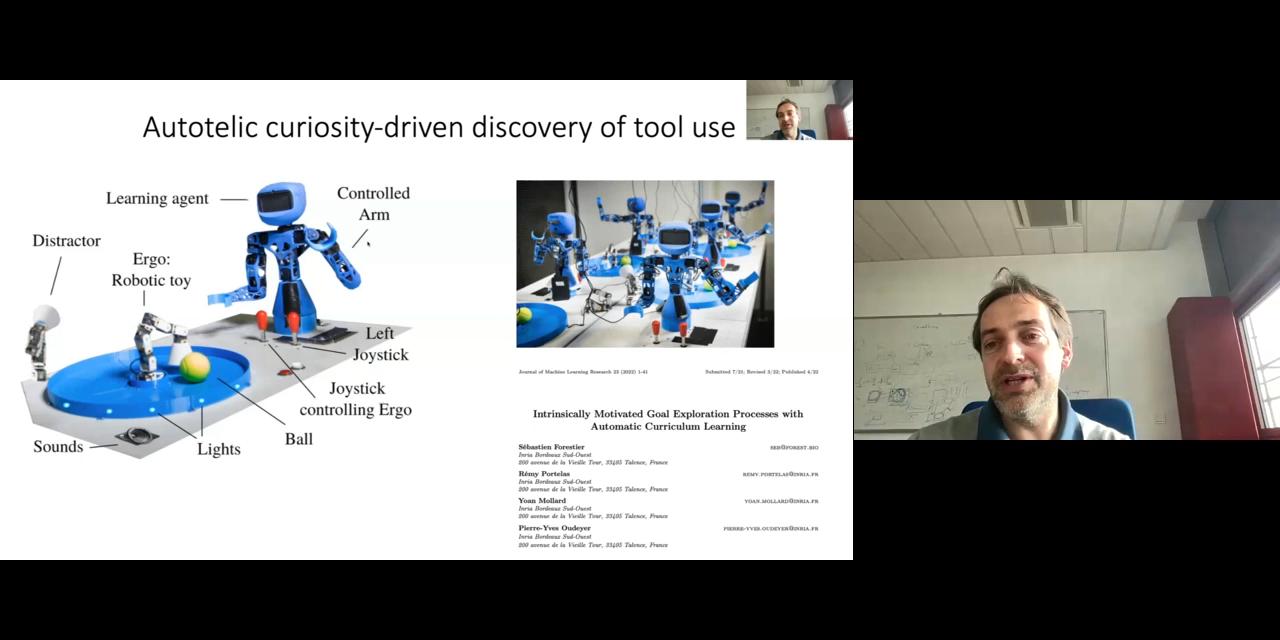 Autotelic curiosity-driven discovery of tool use
Learning agent
Controlled
Arm
Distractor
Ergo:
Robotic toy
Left
Joystick
Joystick
controlling Ergo
Ball
Lights
Sounds
Journal of Machine Learning Research 23 (2022) 1-41
Submitted 7/21; Revised 3/22; Published 4/22
Intrinsically Motivated Goal Exploration Processes with
Automatic Curriculum Learning
Sébastien Forestier
SEB@FOREST.BIO
Inria Bordeaux Sud-Ouest
200 avenue de la Vieille Tour, 33405 Talence, France
Rémy Portelas
REMY.PORTELAS@INRIA.FR
Inria Bordeaux Sud-Ouest
200 avenue de la Vieille Tour, 33405 Talence, France
Yoan Mollard
YOAN.MOLLARD@INRIA.FR
Inria Bordeaux Sud-Ouest
200 avenue de la Vieille Tour, 33405 Talence, France
Pierre-Yves Oudeyer
PIERRE-YVES.OUDEYER@INRIA.FR
Inria Bordeaux Sud-Ouest
200 avenue de la Vieille Tour, 33405 Talence, France